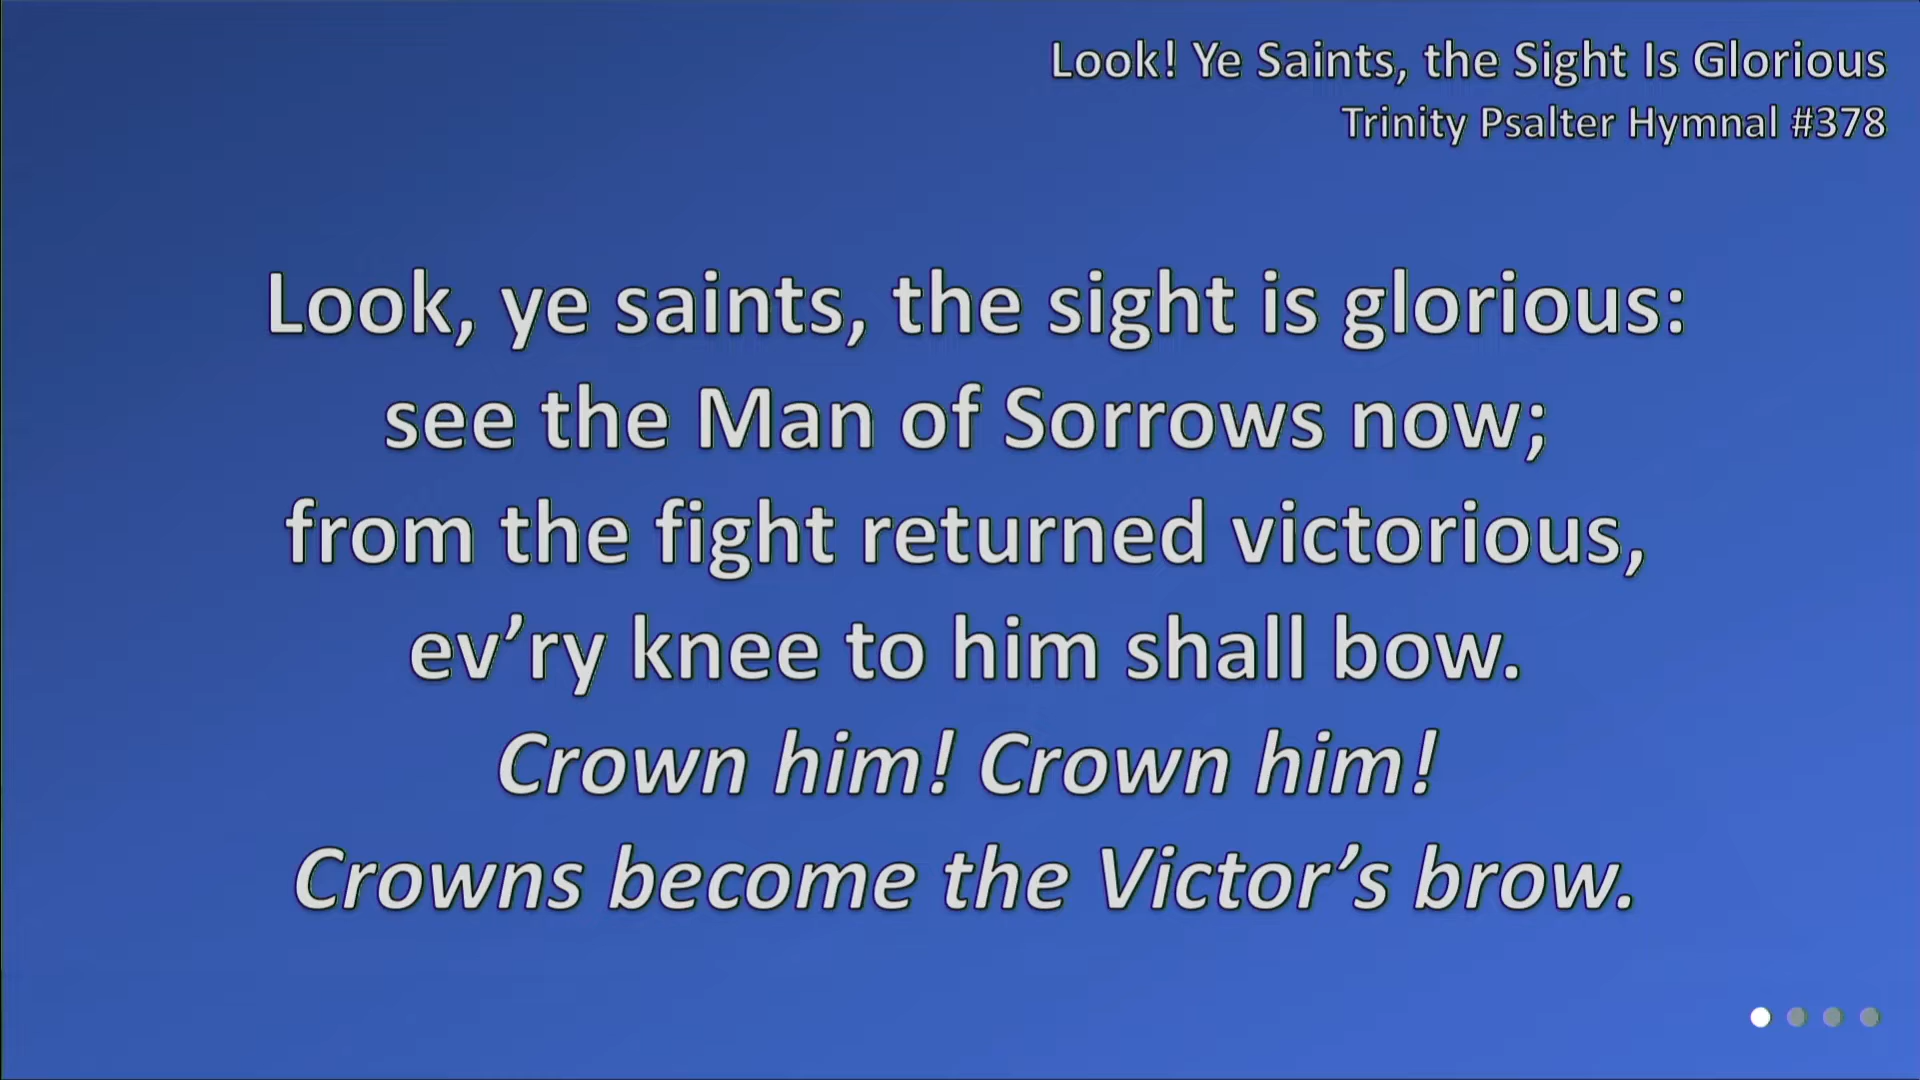 Look! Ye Saints, the Sight Is Glorious
Trinity Psalter Hymnal #378
Look, ye saints, the sight is glorious:
see the Man of Sorrows now;
from the fight returned victorious,
ev’ry knee to him shall bow.
Crown him! Crown him!
Crowns become the Victor’s brow.